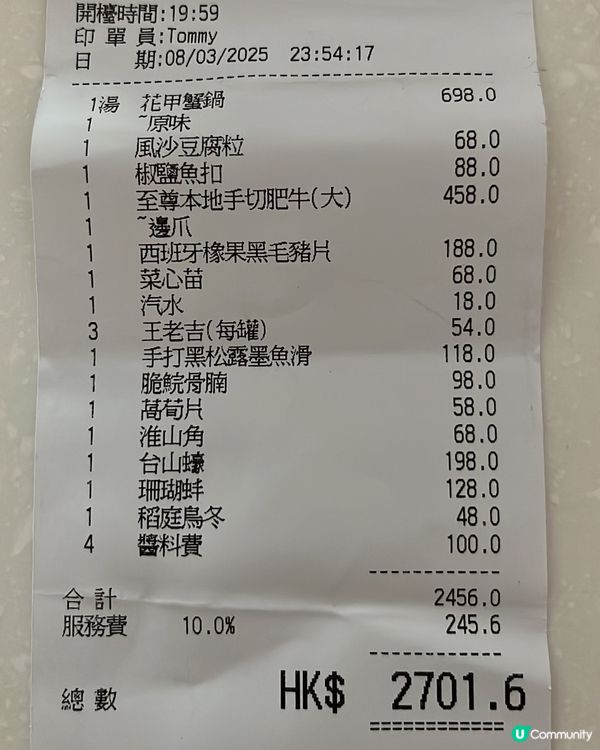 開檯時間:19:59
印單員:Tommy
日 期:08/03/2025 23:54:17
1湯 花甲蟹鍋 698.0
1 ~原味
1 風沙豆腐粒 68.0
1 椒鹽魚扣 88.0
1 至尊本地手切肥牛(大) 458.0
1 ~邊爪
1 西班牙橡果黑毛豬片 188.0
1 菜心苗 68.0
1 汽水 18.0
3 王老吉(每罐) 54.0
1 手打黑松露墨魚滑 118.0
1 脆鯇骨腩 98.0
1 萵荀片 58.0
1 淮山角 68.0
1 台山蠔 198.0
1 珊瑚蚌 128.0
1 稻庭烏冬 48.0
4 醬料費 100.0
合計 2456.0
服務費 10.0% 245.6
總數 HK$ 2701.6
U Community